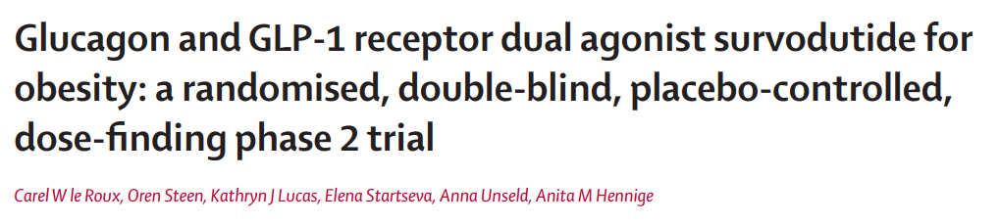 Glucagon and GLP-1 receptor dual agonist survodutide for
obesity: a randomised, double-blind, placebo-controlled,
dose-finding phase 2 trial
Carel W le Roux, Oren Steen, Kathryn J Lucas, Elena Startseva, Anna Unseld, Anita M Hennige